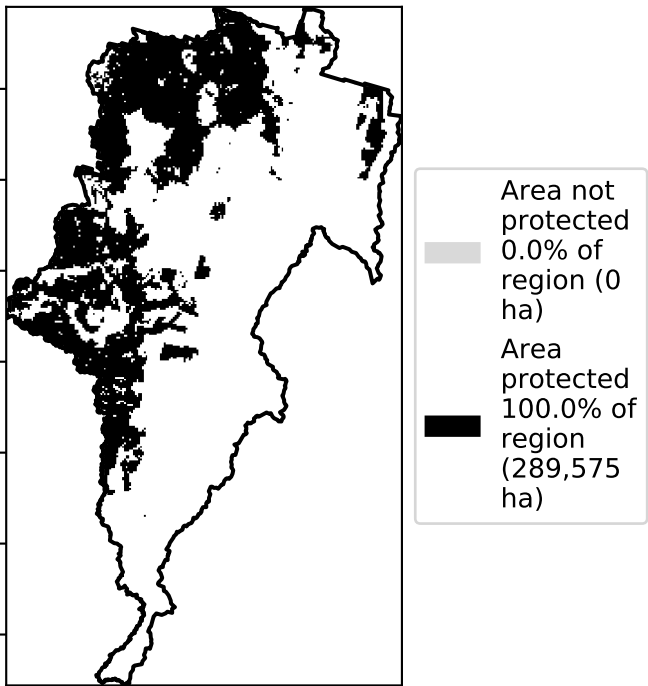 Area not
protected
0.0% of
region (0
ha)
Area
protected
100.0% of
region
(289,575
ha)